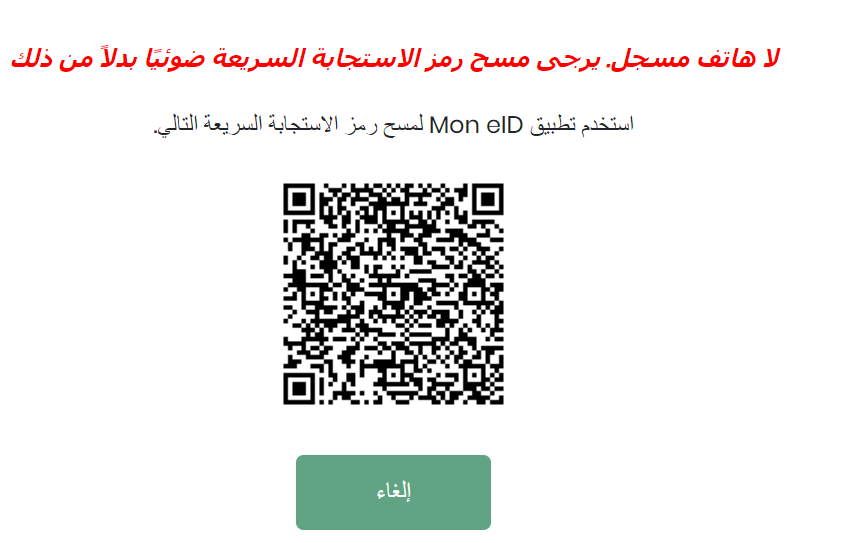 لا هاتف مسجل. يرجى مسح رمز الاستجابة السريعة ضوئيًا بدلاً من ذلك
استخدم تطبيق Mon eID لمسح رمز الاستجابة السريعة التالي.
إلغاء